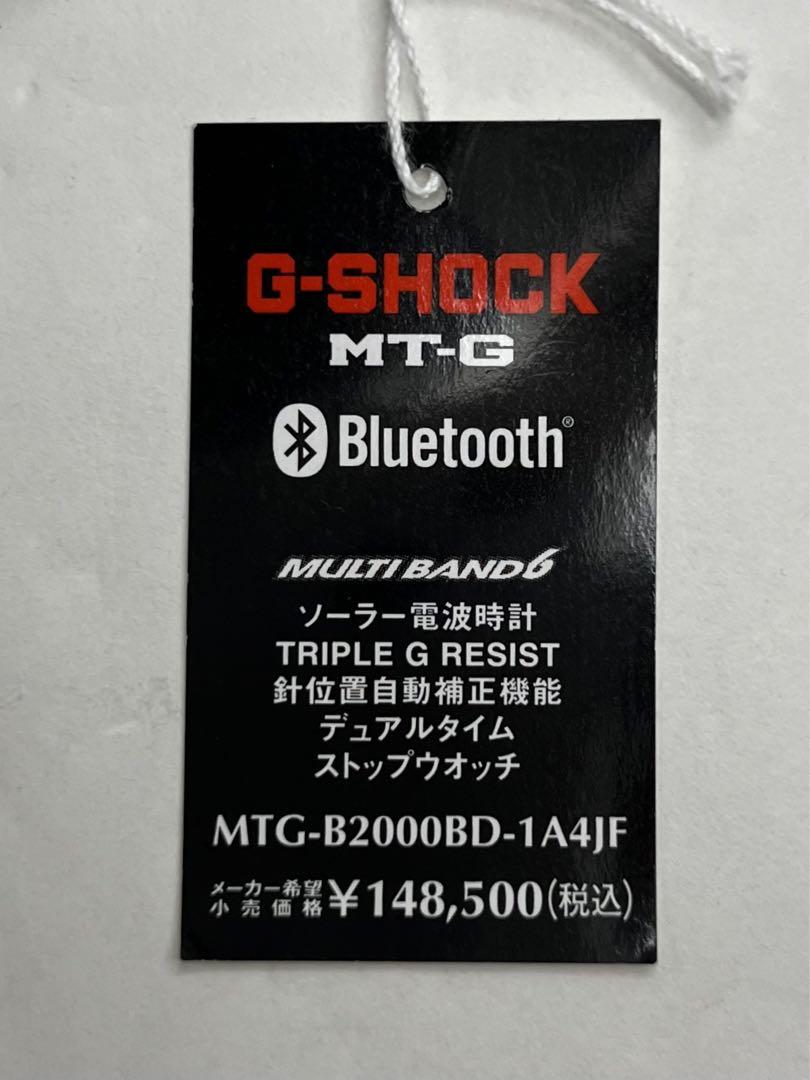 G-SHOCK
MT-G
Bluetooth®
MULTI BAND 6
ソーラー電波時計
TRIPLE G RESIST
針位置自動補正機能
デュアルタイム
ストップウオッチ
MTG-B2000BD-1A4JF
メーカー希望小売価格 ¥148,500(税込)